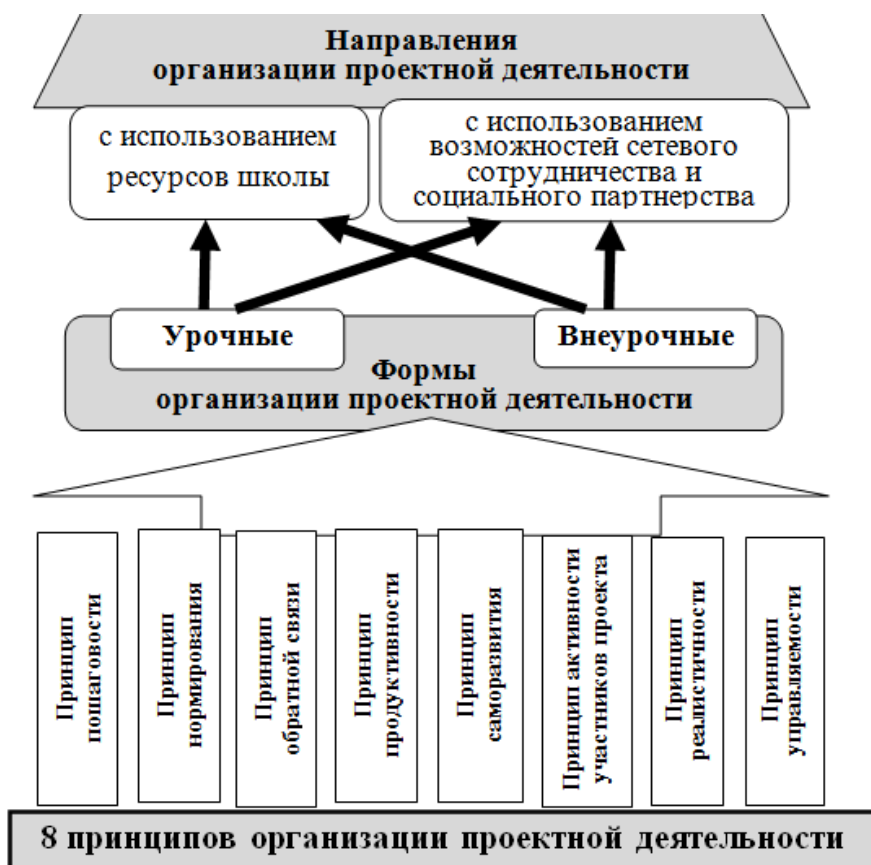 Направления
организации проектной деятельности
с использованием
ресурсов школы
с использованием
возможностей сетевого
сотрудничества и
социального партнерства
Урочные
Внеурочные
Формы
организации проектной деятельности
Принцип
пошаговости
Принцип
нормирования
Принцип
обратной связи
Принцип
продуктивности
Принцип
саморазвития
Принцип активности
участников проекта
Принцип
реалистичности
Принцип
управляемости
8 принципов организации проектной деятельности